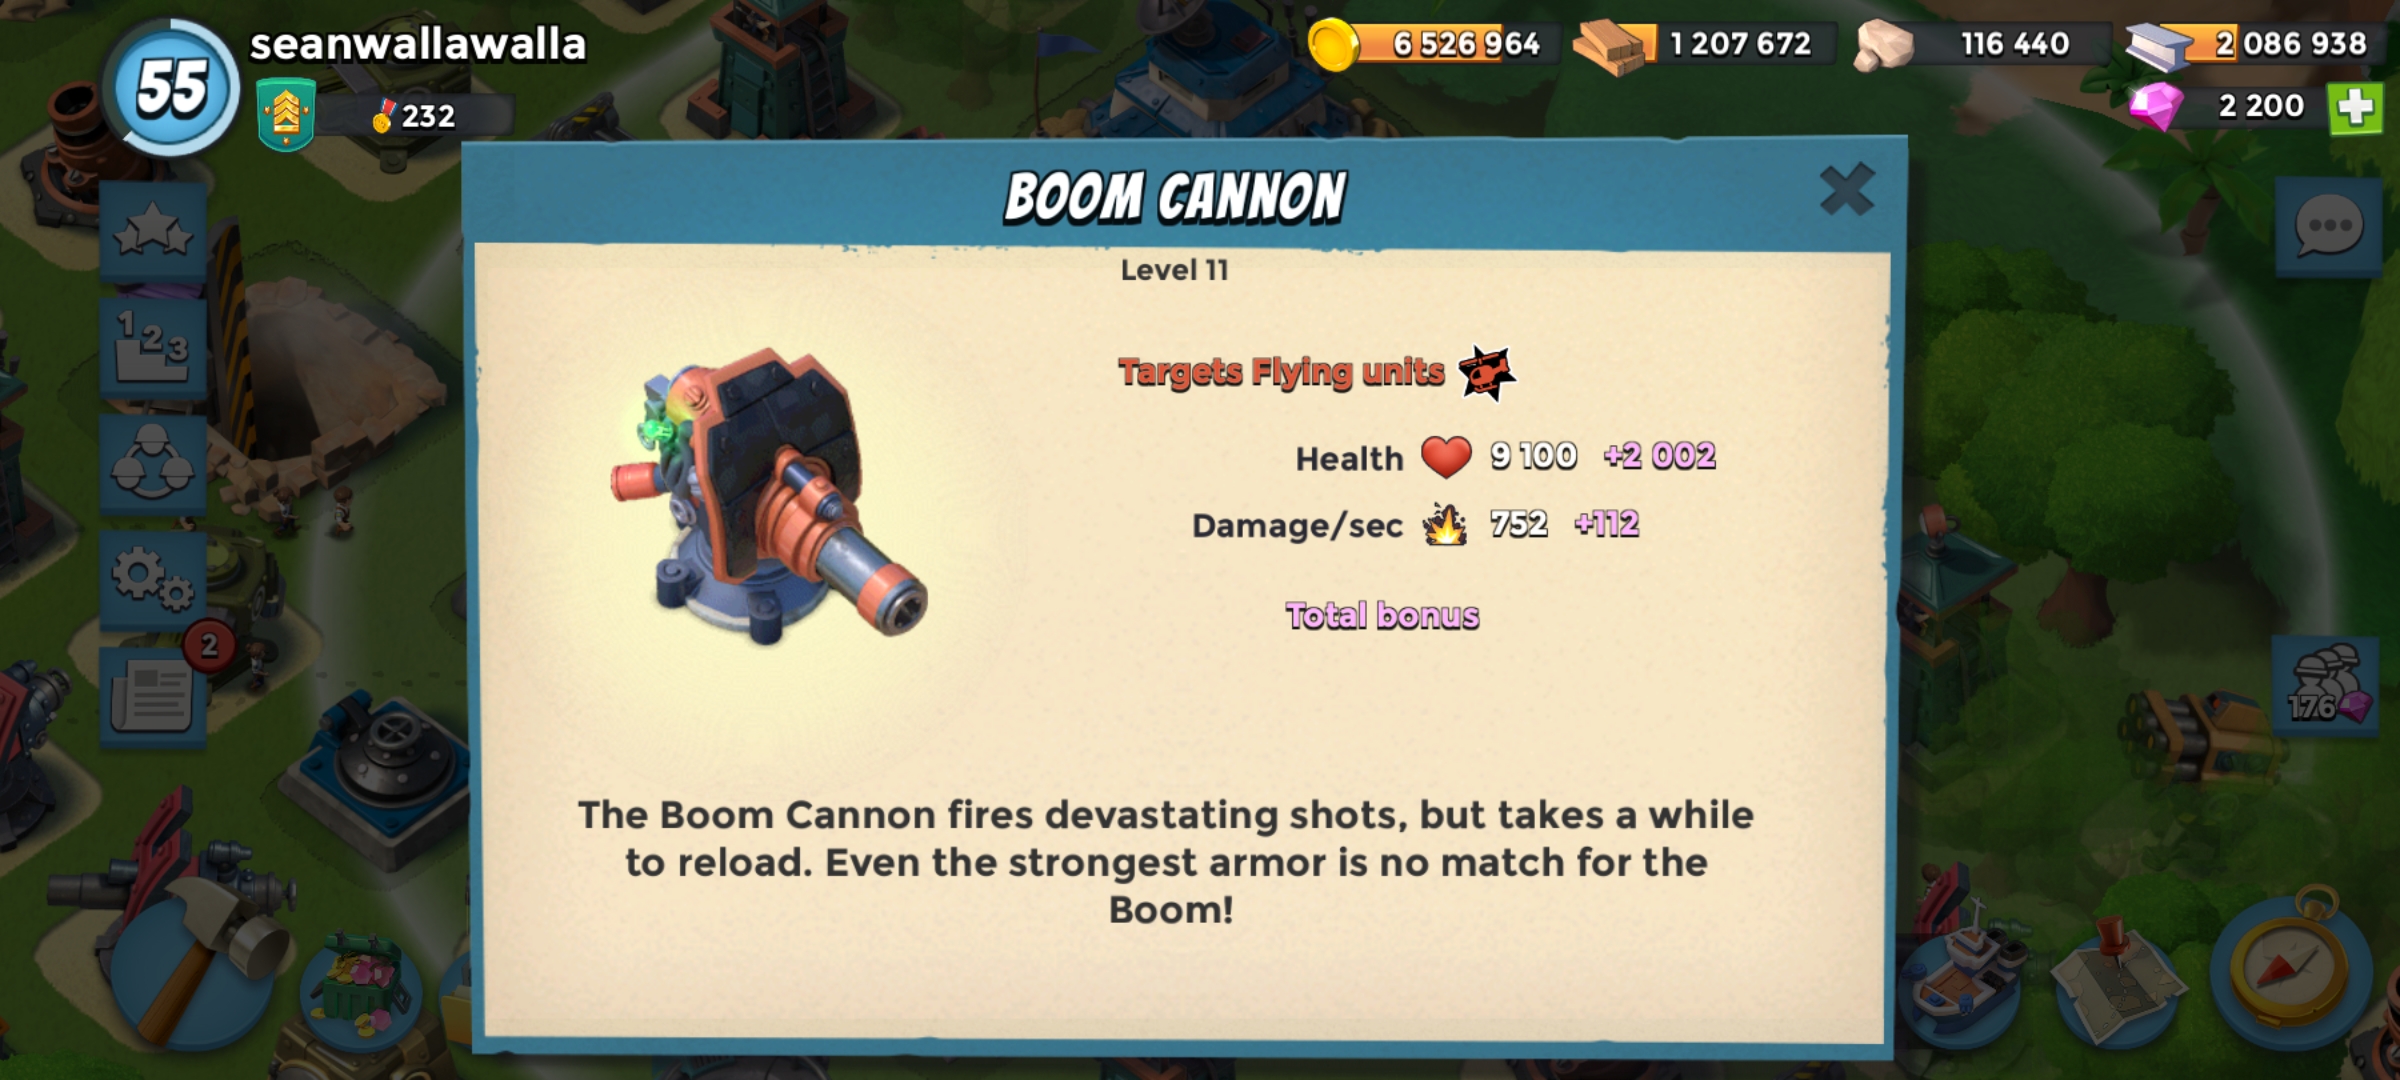 55
seanwallawalla
232
6 526 964
1 207 672
116 440
2 086 938
2 200
BOOM CANNON
Level 11
Targets Flying units
Health 9 100 +2 002
Damage/sec 752 +112
Total bonus
The Boom Cannon fires devastating shots, but takes a while
to reload. Even the strongest armor is no match for the
Boom!
1 2 3
2
176